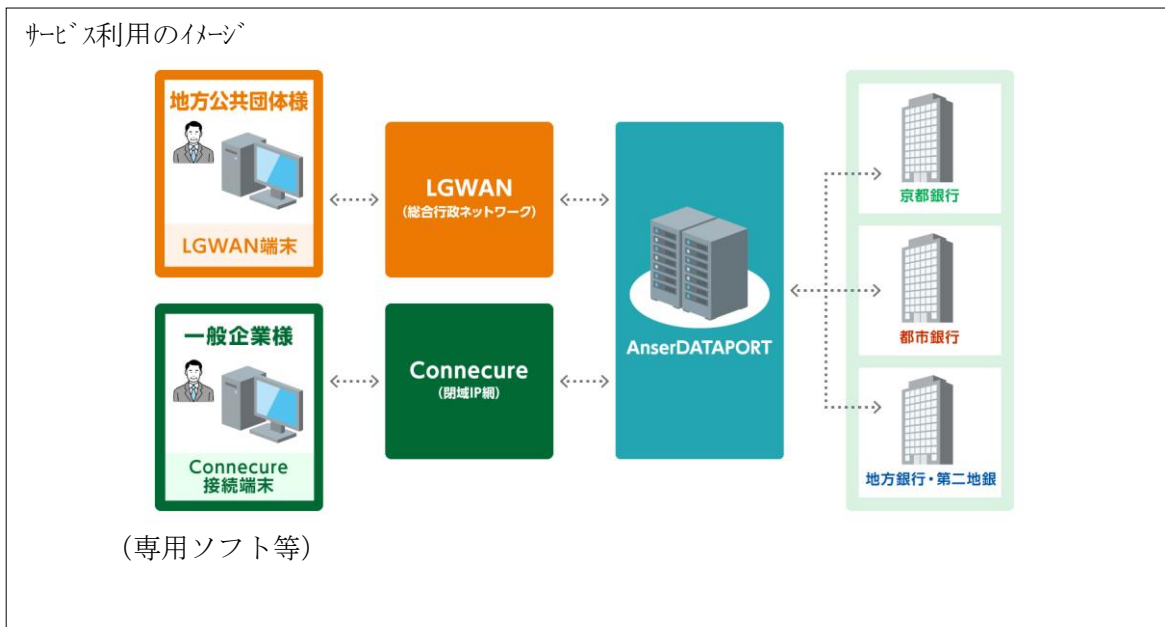 サービス利用のイメージ
地方公共団体様
LGWAN端末
LGWAN
(総合行政ネットワーク)
一般企業様
Connecure
接続端末
Connecure
(閉域IP網)
AnserDATAPORT
京都銀行
都市銀行
地方銀行・第二地銀
(専用ソフト等)